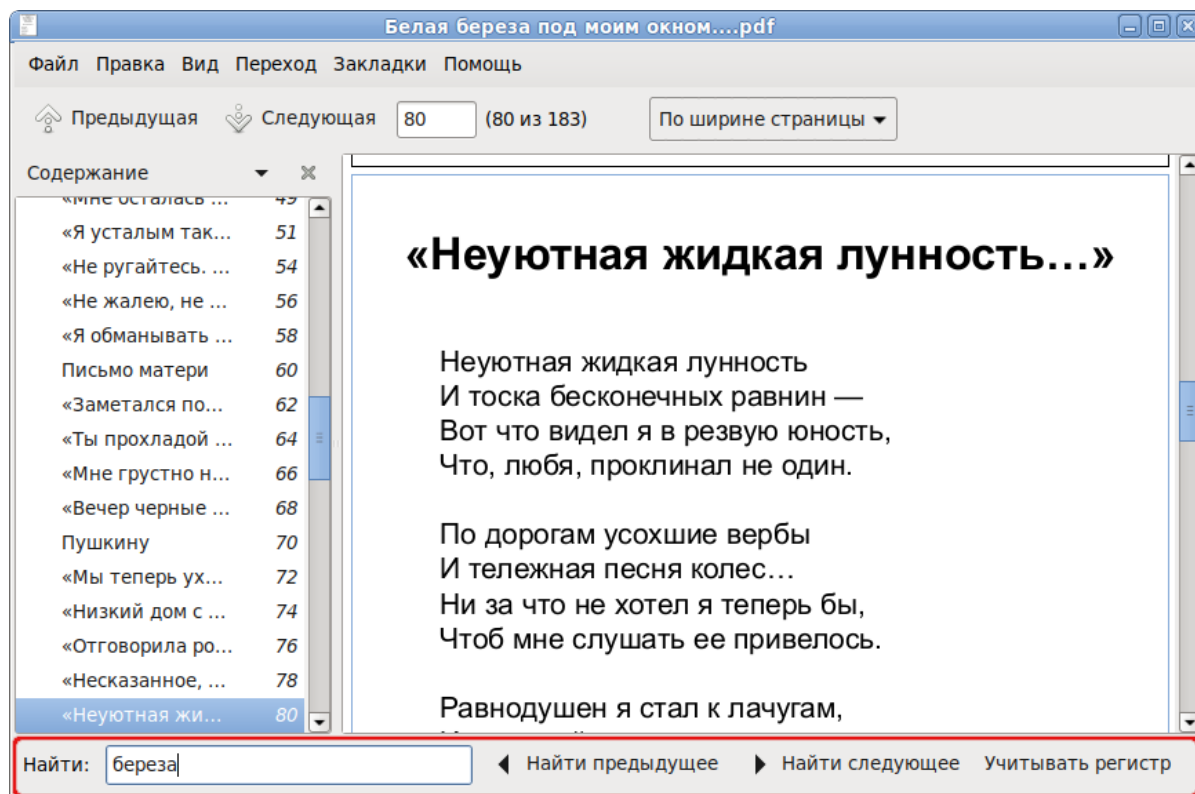 Белая береза под моим окном....pdf
Файл Правка Вид Переход Закладки Помощь
Предыдущая Следующая 80 (80 из 183) По ширине страницы
Содержание
«Мне осталась ... 49
«Я усталым так... 51
«Не ругайтесь. ... 54
«Не жалею, не ... 56
«Я обманывать ... 58
Письмо матери 60
«Заметался по... 62
«Ты прохладой ... 64
«Мне грустно н... 66
«Вечер черные ... 68
Пушкину 70
«Мы теперь ух... 72
«Низкий дом с ... 74
«Отговорила ро... 76
«Несказанное, ... 78
«Неуютная жи... 80
«Неуютная жидкая лунность…»
Неуютная жидкая лунность
И тоска бесконечных равнин —
Вот что видел я в резвую юность,
Что, любя, проклинал не один.
По дорогам усохшие вербы
И тележная песня колес…
Ни за что не хотел я теперь бы,
Чтоб мне слушать ее привелось.
Равнодушен я стал к лачугам,
Найти: береза Найти предыдущее Найти следующее Учитывать регистр